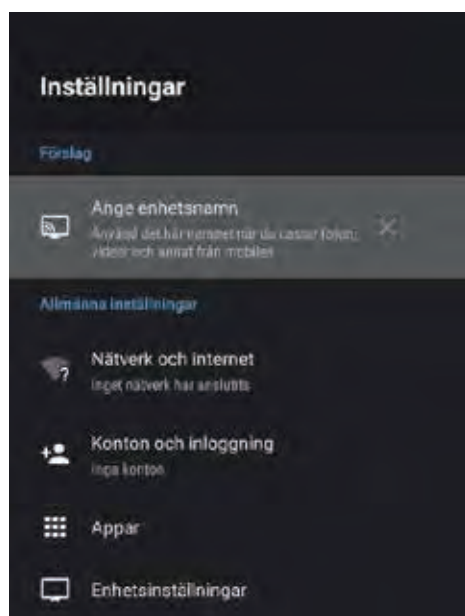 Inställningar
Förslag
Ange enhetsnamn
Använd det här namnet när du castar foton,
videor och annat från mobilen
Allmänna inställningar
Nätverk och internet
Inget nätverk har anslutits
Konton och inloggning
Inga konton
Appar
Enhetsinställningar